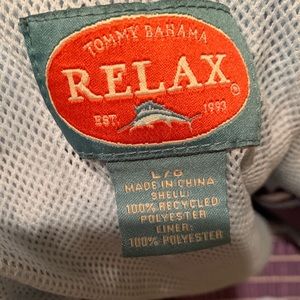 TOMMY BAHAMA
RELAX®
EST. 1993
L/G
MADE IN CHINA
SHELL:
100% RECYCLED
POLYESTER
LINER:
100% POLYESTER